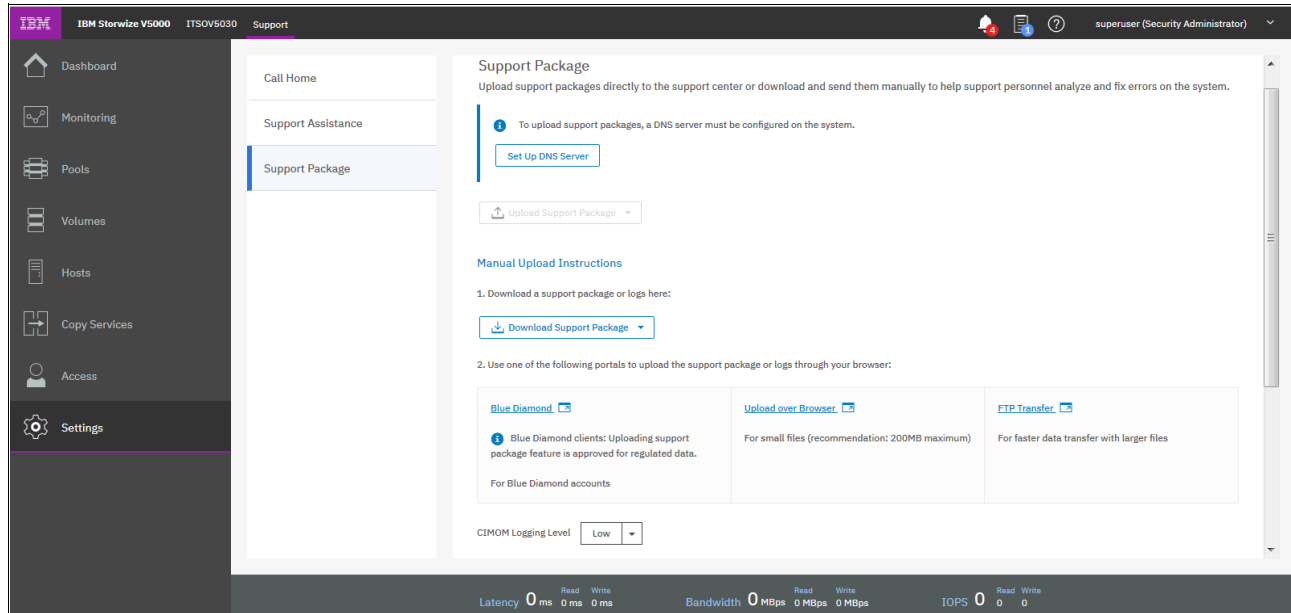 IBM
IBM Storwize V5000 ITSOV5030 Support
4
1
?
superuser (Security Administrator)
Dashboard
Monitoring
Pools
Volumes
Hosts
Copy Services
Access
Settings
Call Home
Support Assistance
Support Package
Support Package
Upload support packages directly to the support center or download and send them manually to help support personnel analyze and fix errors on the system.
To upload support packages, a DNS server must be configured on the system.
Set Up DNS Server
Upload Support Package
Manual Upload Instructions
1. Download a support package or logs here:
Download Support Package
2. Use one of the following portals to upload the support package or logs through your browser:
Blue Diamond
Blue Diamond clients: Uploading support
package feature is approved for regulated data.
For Blue Diamond accounts
Upload over Browser
For small files (recommendation: 200MB maximum)
FTP Transfer
For faster data transfer with larger files
CIMOM Logging Level Low
Read Write Read Write Read Write
Latency 0 ms 0 ms 0 ms Bandwidth 0 MBps 0 MBps 0 MBps IOPS 0 0 0